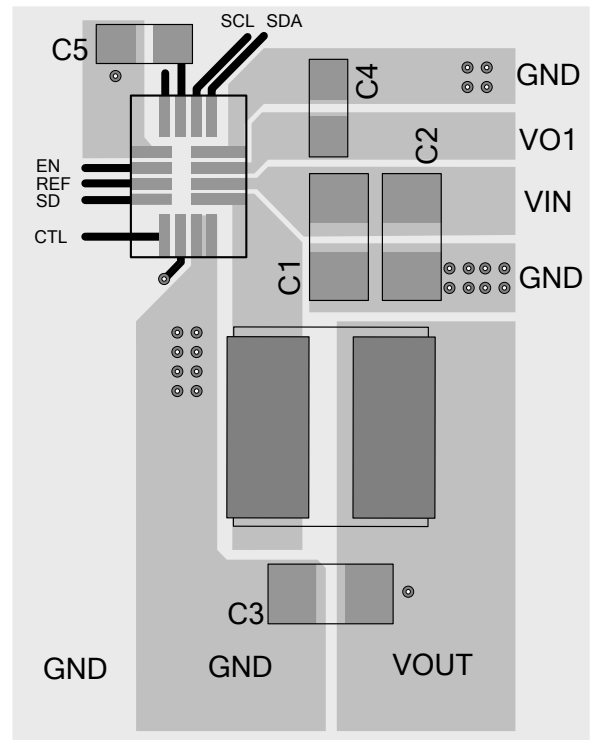 SCL SDA
C5
C4
GND
VO1
C2
EN
REF
SD
VIN
CTL
C1
GND
C3
GND
GND
VOUT